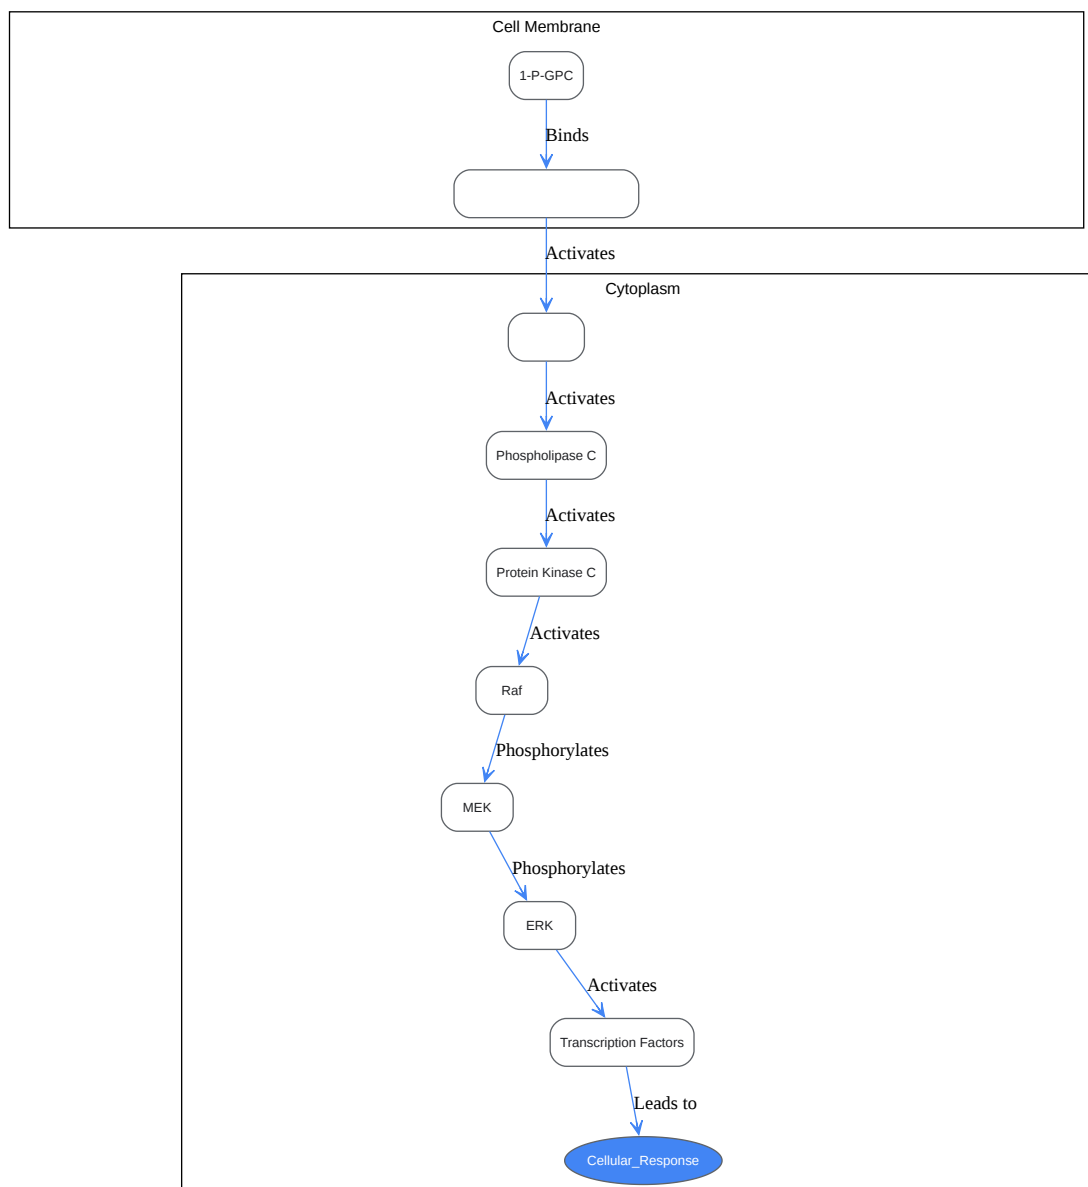 Cell Membrane
1-P-GPC
Binds
Activates
Cytoplasm
Activates
Phospholipase C
Activates
Protein Kinase C
Activates
Raf
Phosphorylates
MEK
Phosphorylates
ERK
Activates
Transcription Factors
Leads to
Cellular_Response